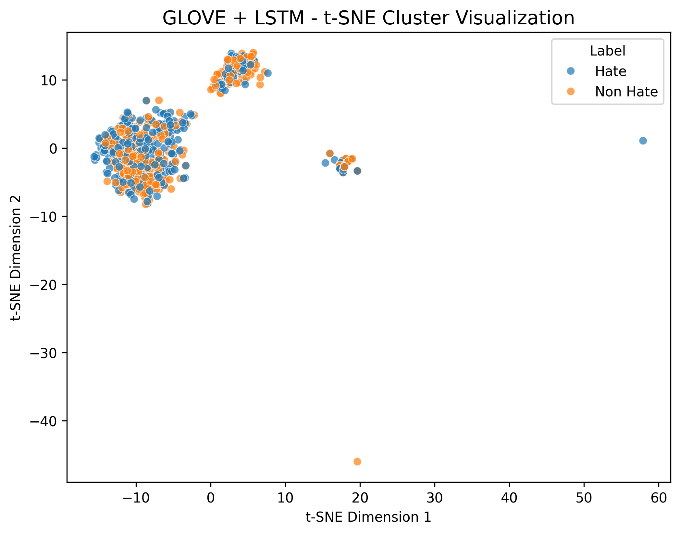 GLOVE + LSTM - t-SNE Cluster Visualization
Label
Hate
Non Hate
10
0
−10
−20
−30
−40
t-SNE Dimension 2
−10
0
10
20
30
40
50
60
t-SNE Dimension 1